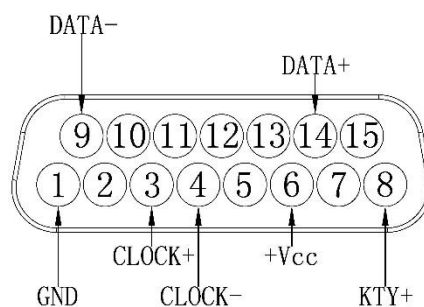 DATA-
DATA+
9 10 11 12 13 14 15
1 2 3 4 5 6 7 8
CLOCK+ +Vcc
GND CLOCK- KTY+